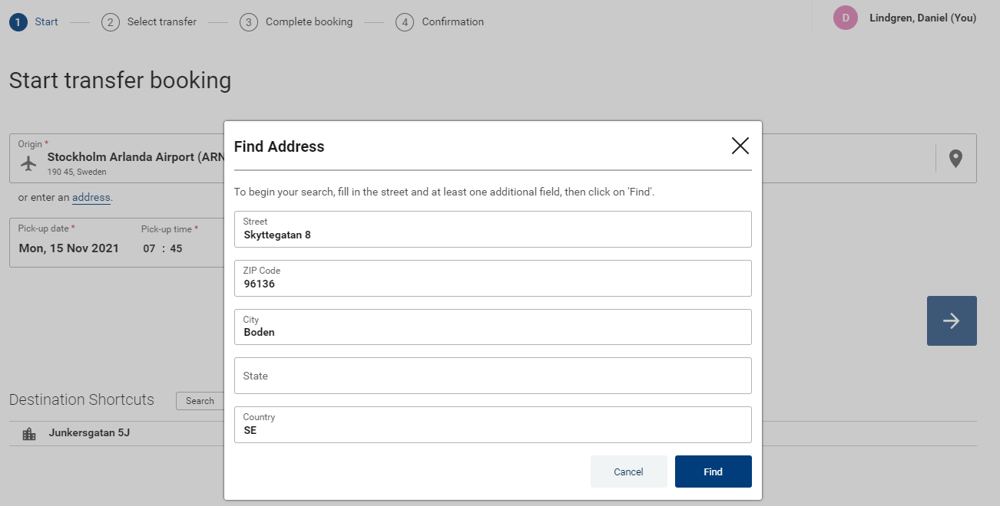 1 Start 2 Select transfer 3 Complete booking 4 Confirmation
D Lindgren, Daniel (You)
Start transfer booking
Origin *
Stockholm Arlanda Airport (ARN
190 45, Sweden
or enter an address.
Pick-up date * Pick-up time *
Mon, 15 Nov 2021 07 : 45
Find Address
To begin your search, fill in the street and at least one additional field, then click on 'Find'.
Street
Skyttegatan 8
ZIP Code
96136
City
Boden
State
Country
SE
Cancel Find
Destination Shortcuts Search
Junkersgatan 5J